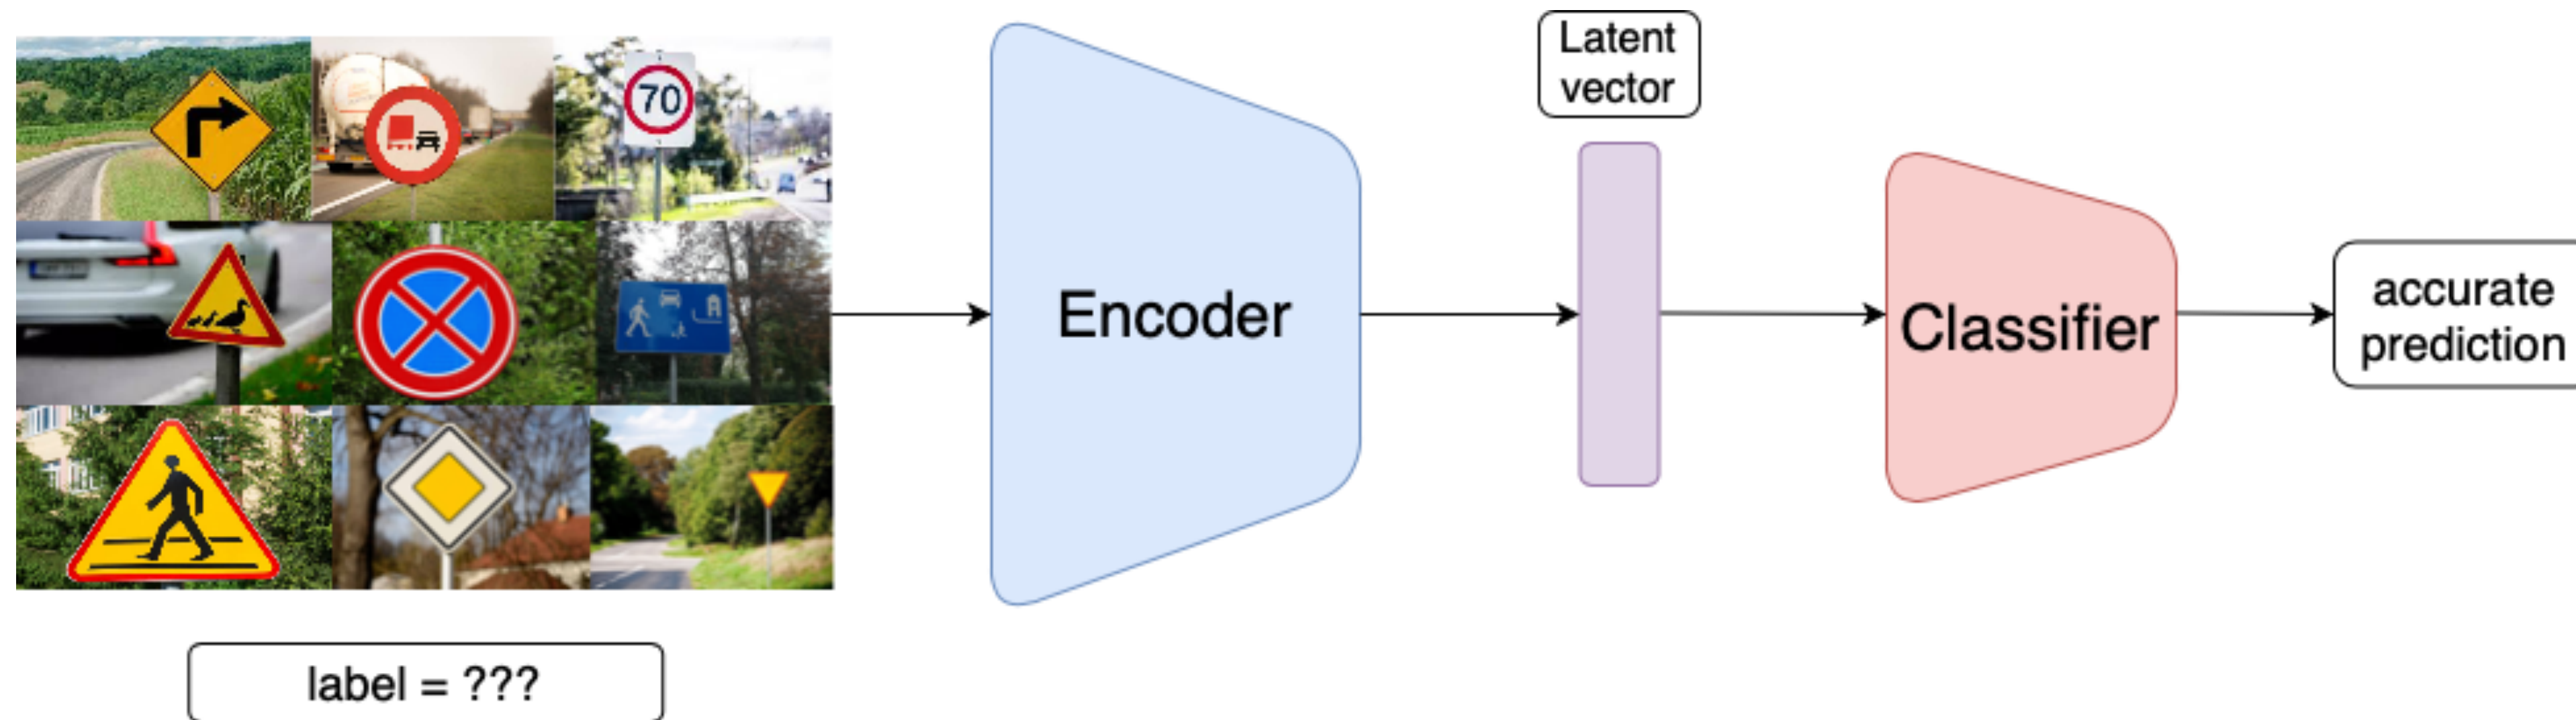 70
label = ???
Encoder
Latent
vector
Classifier
accurate
prediction